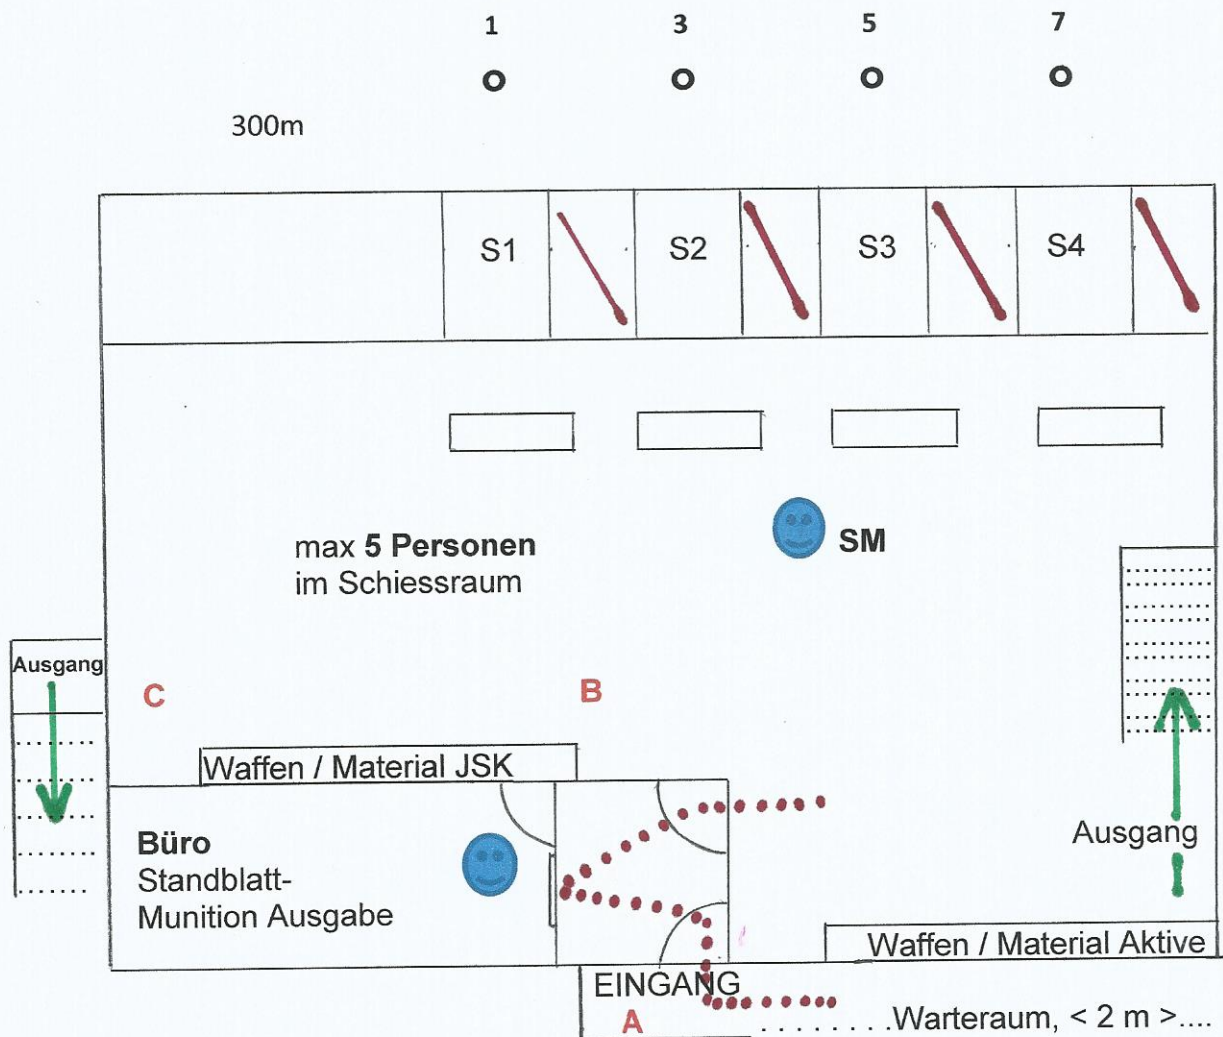 1 3 5 7
300m
S1 S2 S3 S4
SM
max 5 Personen
im Schiessraum
Ausgang
C B
Waffen / Material JSK
Büro
Standblatt-
Munition Ausgabe
Ausgang
Waffen / Material Aktive
EINGANG
A
........Warteraum, < 2 m >....